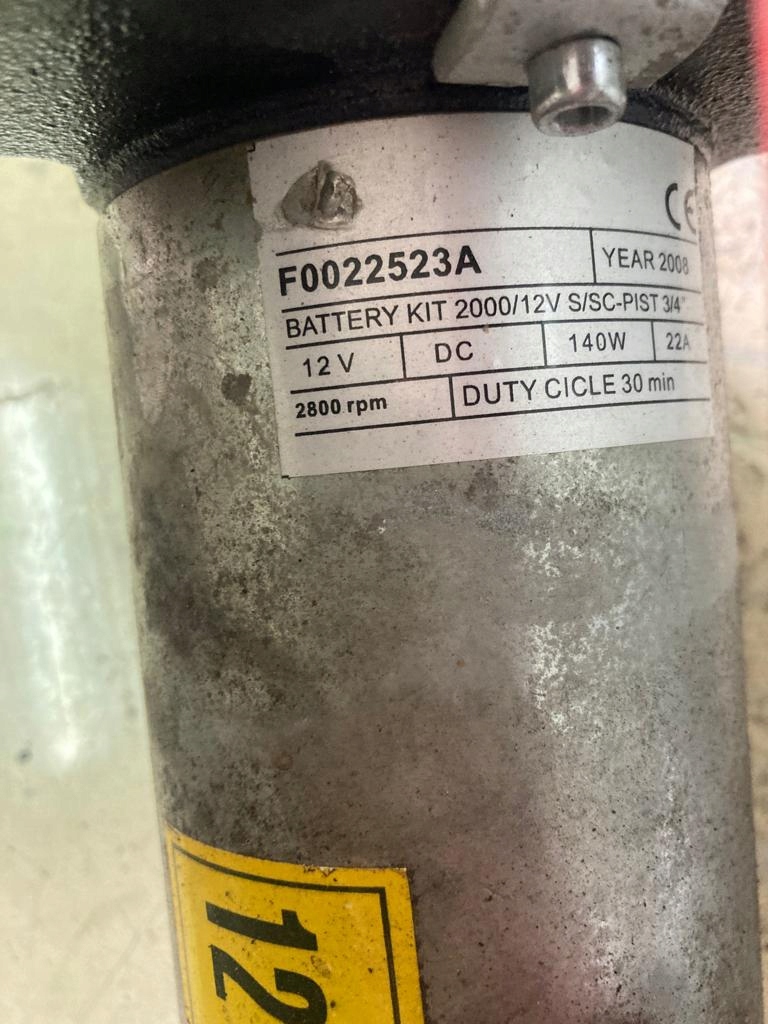 CE
F0022523A YEAR 2008
BATTERY KIT 2000/12V S/SC-PIST 3/4"
12 V DC 140W 22A
2800 rpm DUTY CICLE 30 min
12